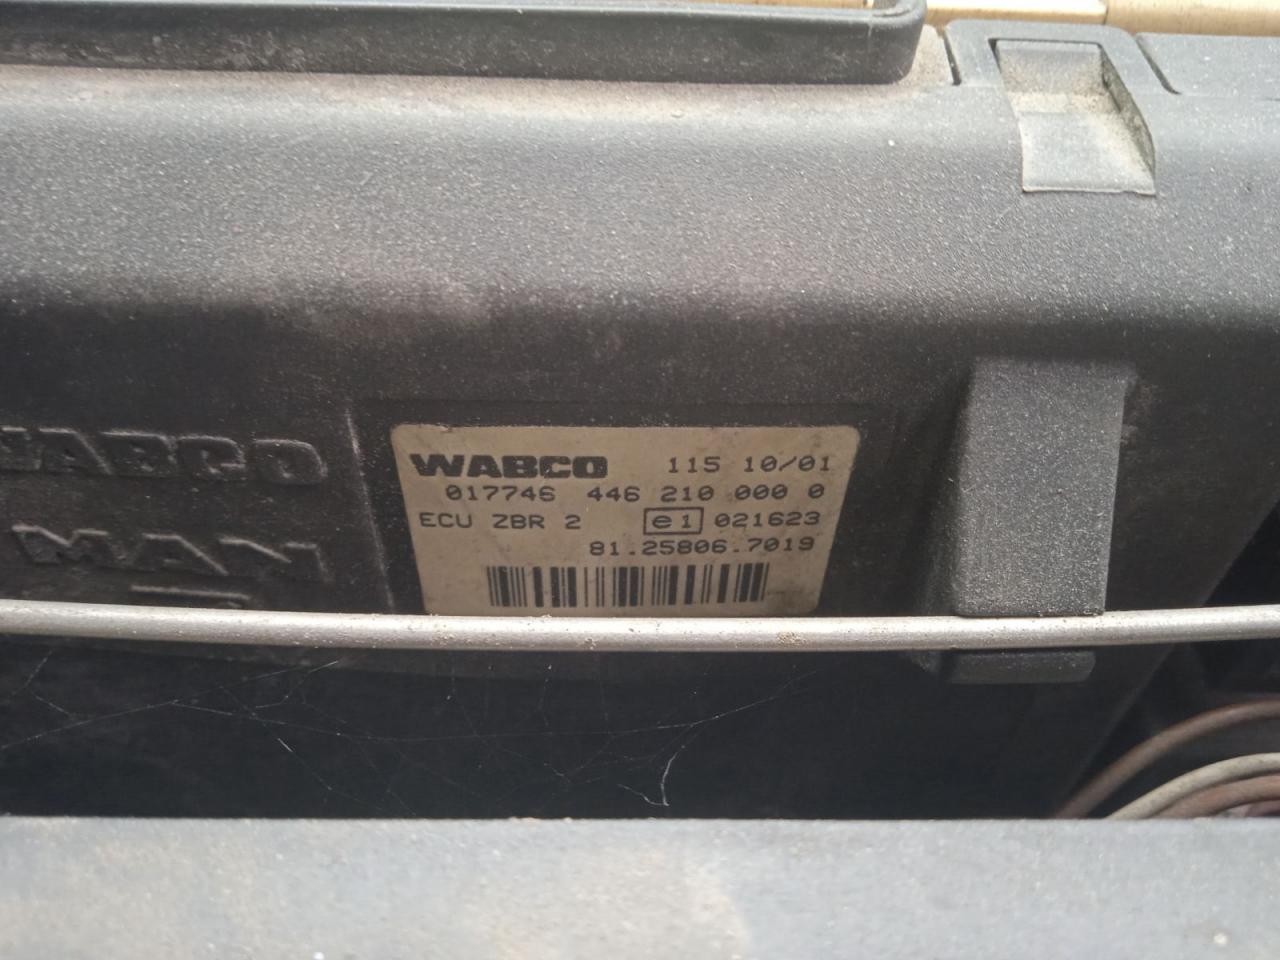 WABCO
MAN
WABCO 115 10/01
017746 446 210 000 0
ECU ZBR 2 e1 021623
81.25806.7019